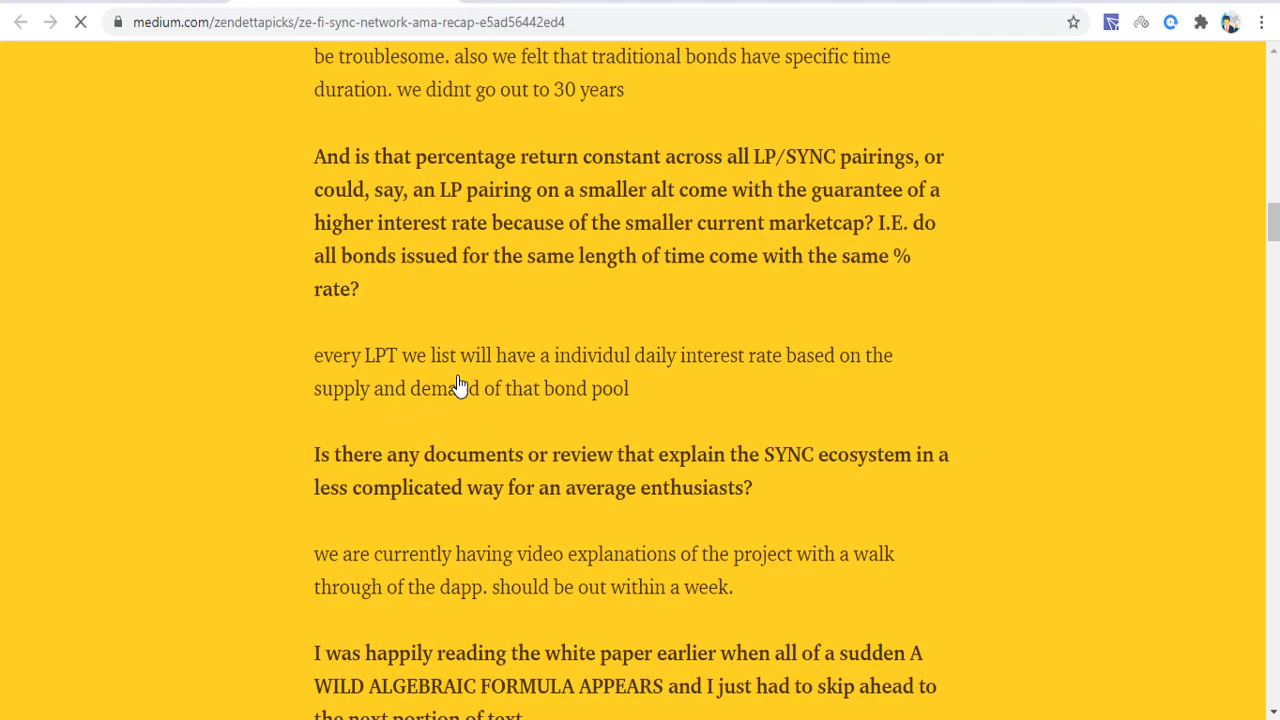 medium.com/zendettapicks/ze-fi-sync-network-ama-recap-e5ad56442ed4
be troublesome. also we felt that traditional bonds have specific time
duration. we didnt go out to 30 years
And is that percentage return constant across all LP/SYNC pairings, or
could, say, an LP pairing on a smaller alt come with the guarantee of a
higher interest rate because of the smaller current marketcap? I.E. do
all bonds issued for the same length of time come with the same %
rate?
every LPT we list will have a individul daily interest rate based on the
supply and demand of that bond pool
Is there any documents or review that explain the SYNC ecosystem in a
less complicated way for an average enthusiasts?
we are currently having video explanations of the project with a walk
through of the dapp. should be out within a week.
I was happily reading the white paper earlier when all of a sudden A
WILD ALGEBRAIC FORMULA APPEARS and I just had to skip ahead to
the next portion of text